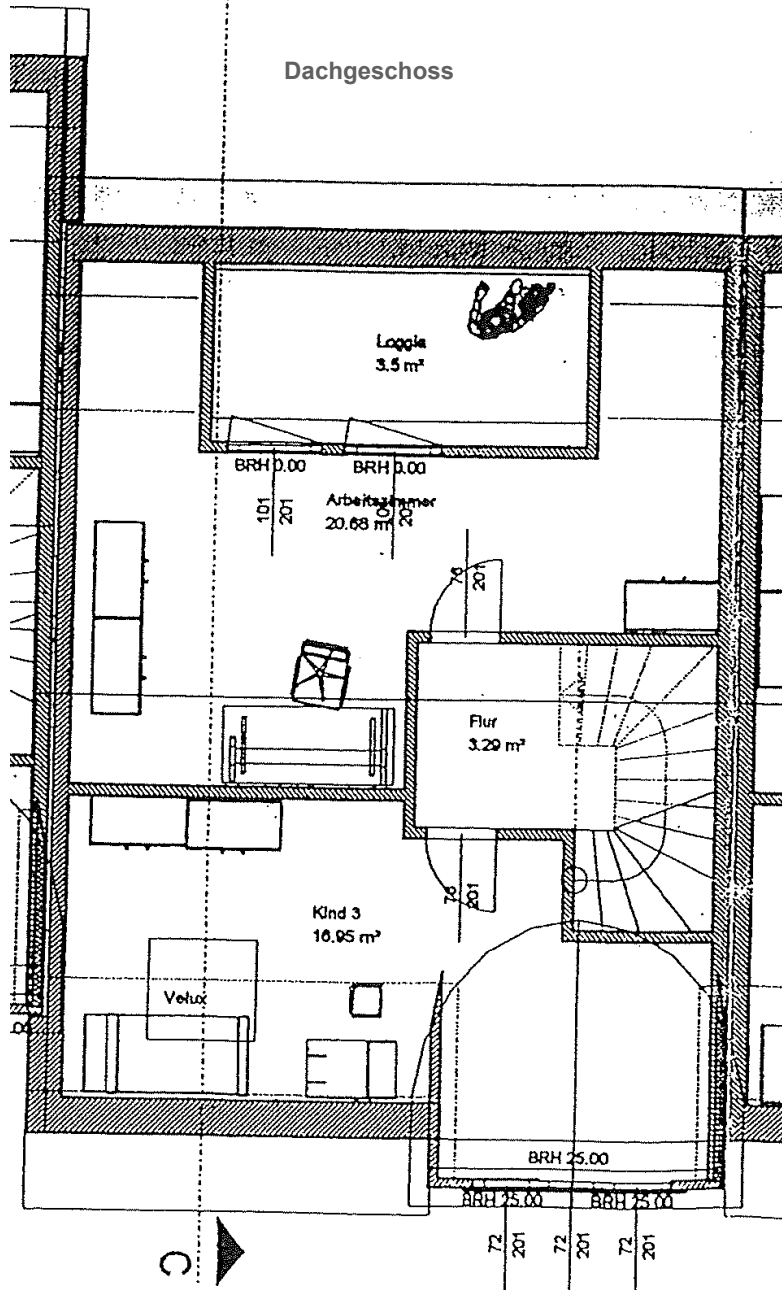 Dachgeschoss
Loggia
3.5 m²
BRH 0.00
BRH 0.00
Arbeitszimmer
20.68 m²
101
201
76
201
Flur
3.29 m²
76
201
Kind 3
16.95 m²
Velux
BRH 25.00
BRH 25.00
BRH 25.00
72
201
72
201
72
201
C